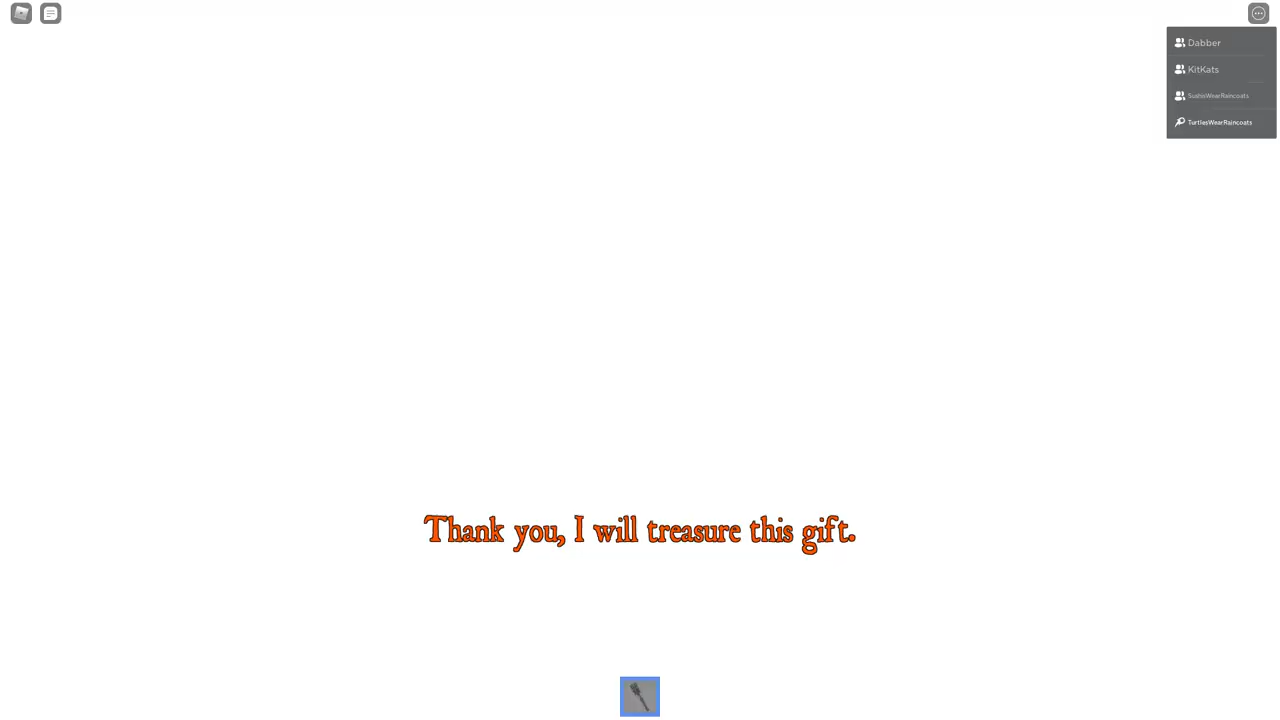 Dabber
KitKats
SushisWearRaincoats
TurtlesWearRaincoats
Thank you, I will treasure this gift.